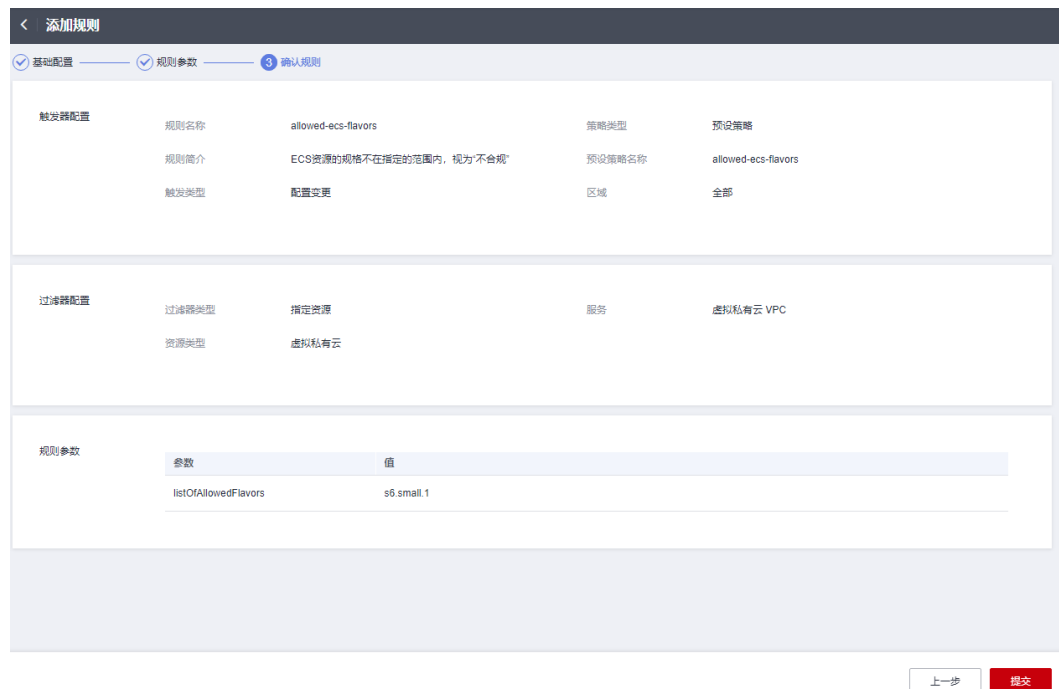 添加规则
基础配置 规则参数 3 确认规则
触发器配置
规则名称 allowed-ecs-flavors 策略类型 预设策略
规则简介 ECS资源的规格不在指定的范围内，视为“不合规” 预设策略名称 allowed-ecs-flavors
触发类型 配置变更 区域 全部
过滤器配置
过滤器类型 指定资源 服务 虚拟私有云 VPC
资源类型 虚拟私有云
规则参数
参数 值
listOfAllowedFlavors s6.small.1
上一步 提交